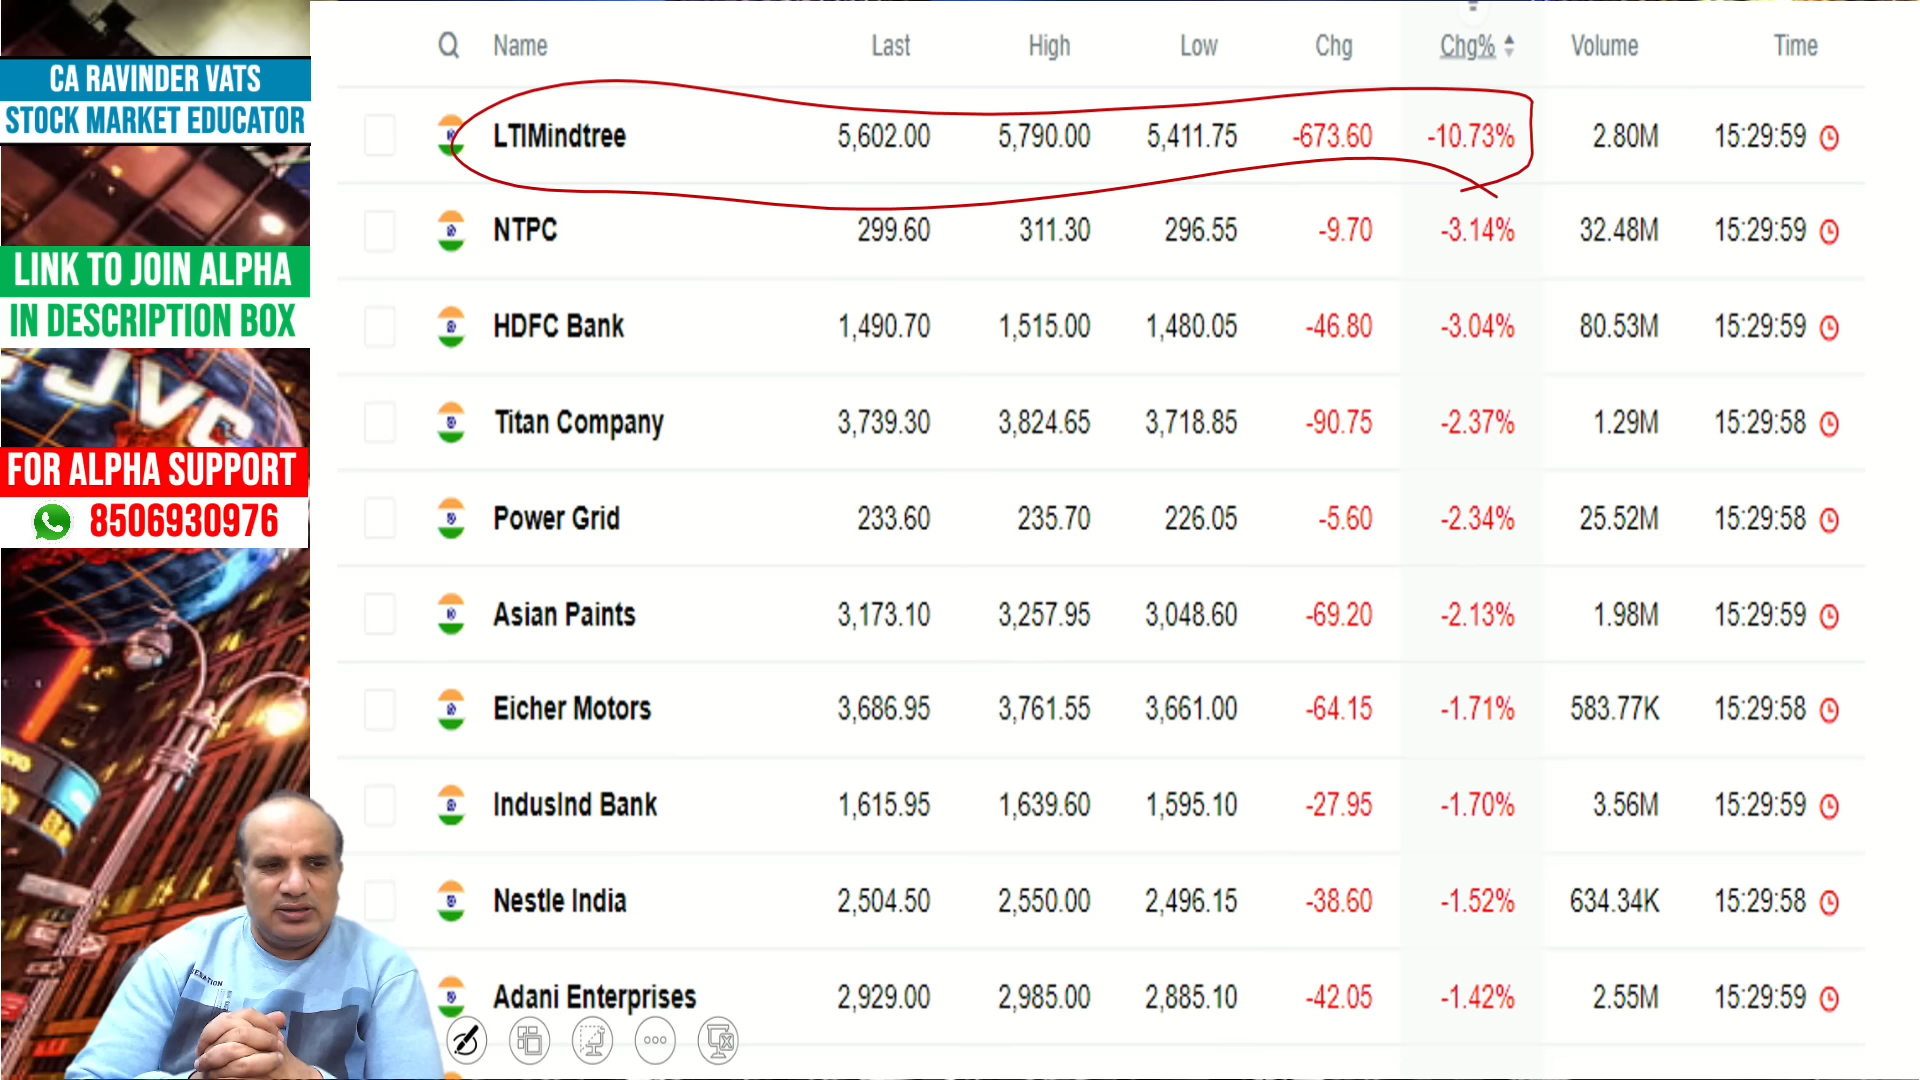 CA RAVINDER VATS
STOCK MARKET EDUCATOR
LINK TO JOIN ALPHA
IN DESCRIPTION BOX
JVC
FOR ALPHA SUPPORT
8506930976
Name Last High Low Chg Chg% Volume Time
LTIMindtree 5,602.00 5,790.00 5,411.75 -673.60 -10.73% 2.80M 15:29:59
NTPC 299.60 311.30 296.55 -9.70 -3.14% 32.48M 15:29:59
HDFC Bank 1,490.70 1,515.00 1,480.05 -46.80 -3.04% 80.53M 15:29:59
Titan Company 3,739.30 3,824.65 3,718.85 -90.75 -2.37% 1.29M 15:29:58
Power Grid 233.60 235.70 226.05 -5.60 -2.34% 25.52M 15:29:58
Asian Paints 3,173.10 3,257.95 3,048.60 -69.20 -2.13% 1.98M 15:29:59
Eicher Motors 3,686.95 3,761.55 3,661.00 -64.15 -1.71% 583.77K 15:29:58
IndusInd Bank 1,615.95 1,639.60 1,595.10 -27.95 -1.70% 3.56M 15:29:59
Nestle India 2,504.50 2,550.00 2,496.15 -38.60 -1.52% 634.34K 15:29:58
Adani Enterprises 2,929.00 2,985.00 2,885.10 -42.05 -1.42% 2.55M 15:29:59